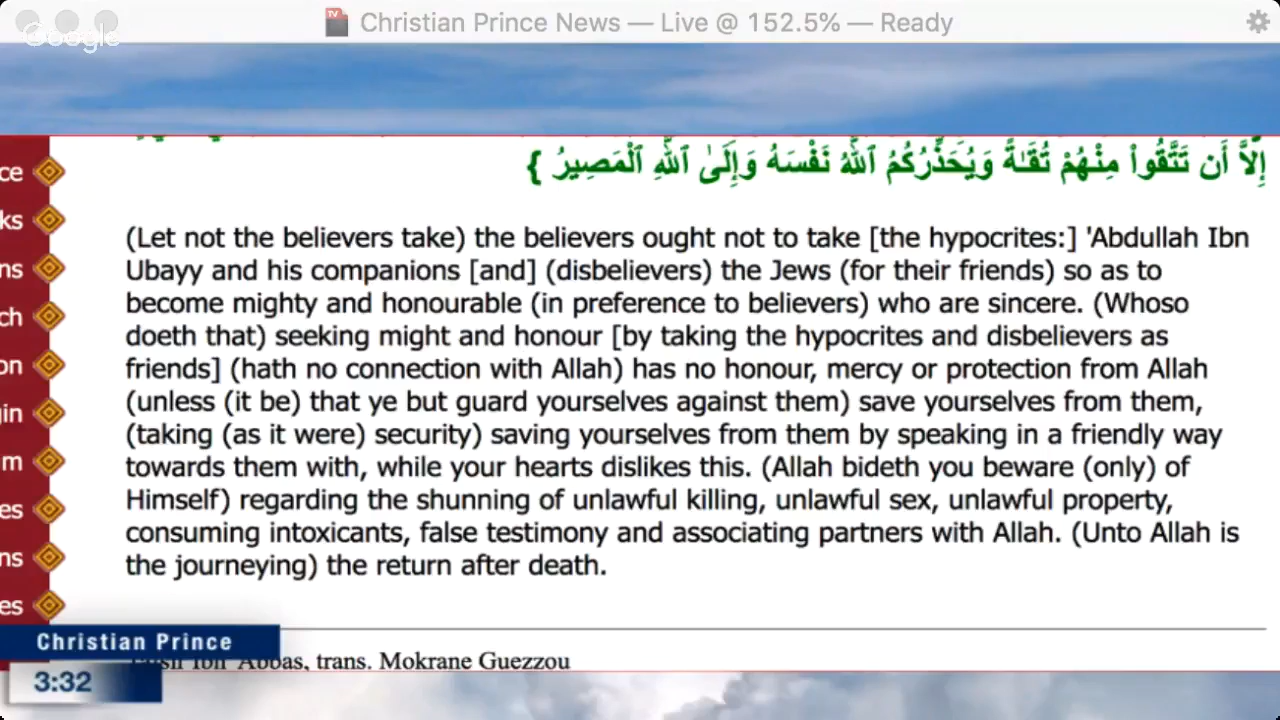 TV
Christian Prince News — Live @ 152.5% — Ready
Google
إِلاَّ أَن تَتَّقُواْ مِنْهُمْ تُقَـٰةً وَيُحَذِّرُكُمُ ٱللَّهُ نَفْسَهُ وَإِلَىٰ ٱللَّهِ ٱلْمَصِيرُ }
(Let not the believers take) the believers ought not to take [the hypocrites:] 'Abdullah Ibn
Ubayy and his companions [and] (disbelievers) the Jews (for their friends) so as to
become mighty and honourable (in preference to believers) who are sincere. (Whoso
doeth that) seeking might and honour [by taking the hypocrites and disbelievers as
friends] (hath no connection with Allah) has no honour, mercy or protection from Allah
(unless (it be) that ye but guard yourselves against them) save yourselves from them,
(taking (as it were) security) saving yourselves from them by speaking in a friendly way
towards them with, while your hearts dislikes this. (Allah bideth you beware (only) of
Himself) regarding the shunning of unlawful killing, unlawful sex, unlawful property,
consuming intoxicants, false testimony and associating partners with Allah. (Unto Allah is
the journeying) the return after death.
ce
ks
ns
ch
on
gin
m
es
ns
es
Christian Prince
Ibn 'Abbas, trans. Mokrane Guezzou
3:32